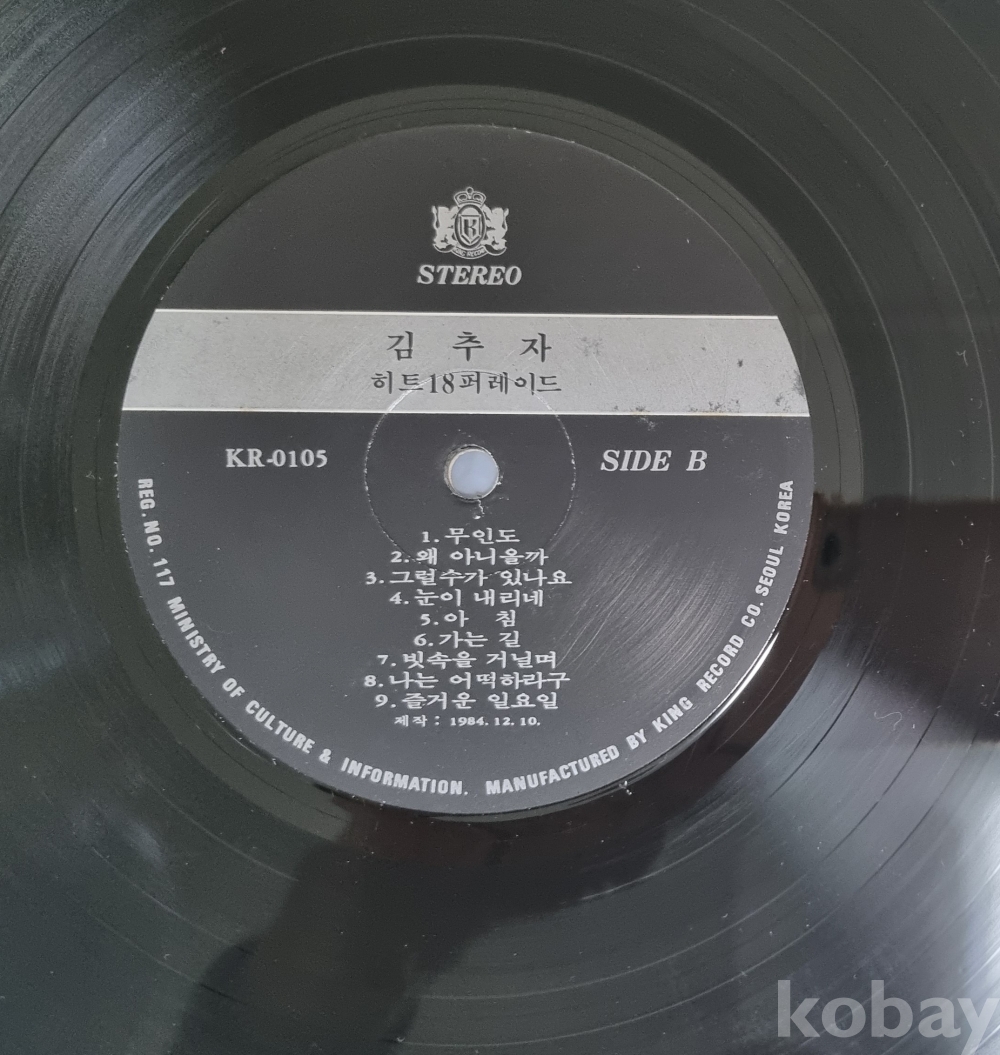 STEREO
김 추 자
히트18퍼레이드
KR-0105
SIDE B
1. 무인도
2. 왜 아니올까
3. 그럴수가 있나요
4. 눈이 내리네
5. 아 침
6. 가는 길
7. 빗속을 거닐며
8. 나는 어떡하라구
9. 즐거운 일요일
제작 : 1984. 12. 10.
REG. NO. 117 MINISTRY OF CULTURE & INFORMATION. MANUFACTURED BY KING RECORD CO. SEOUL KOREA
kobay